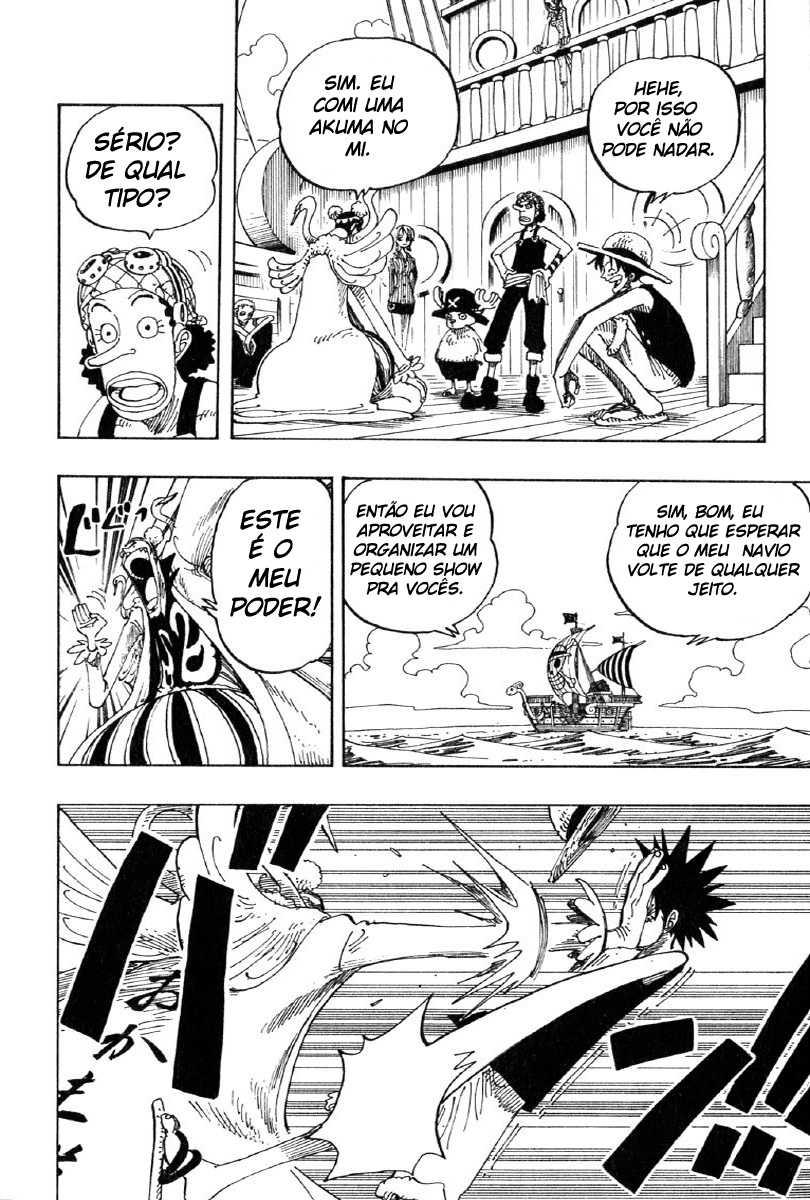 HEHE,
POR ISSO
VOCÊ NÃO
PODE NADAR.
SIM. EU
COMI UMA
AKUMA NO
MI.
SÉRIO?
DE QUAL
TIPO?
SIM, BOM, EU
TENHO QUE ESPERAR
QUE O MEU NAVIO
VOLTE DE QUALQUER
JEITO.
ENTÃO EU VOU
APROVEITAR E
ORGANIZAR UM
PEQUENO SHOW
PRA VOCÊS.
ESTE
É O
MEU
PODER!
おか